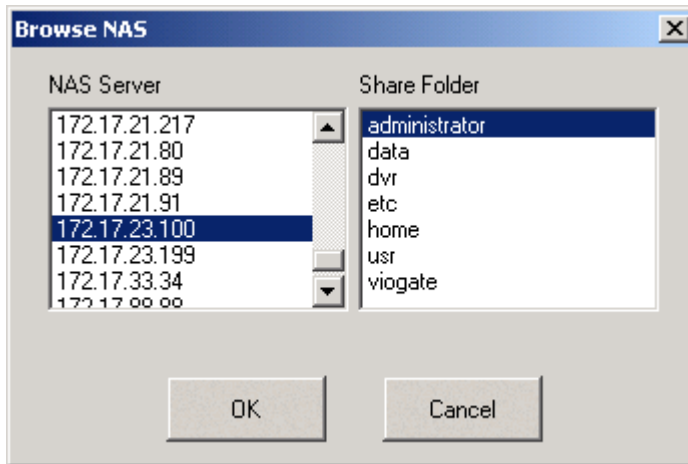 Browse NAS
NAS Server
172.17.21.217
172.17.21.80
172.17.21.89
172.17.21.91
172.17.23.100
172.17.23.199
172.17.33.34
Share Folder
administrator
data
dvr
etc
home
usr
viogate
OK
Cancel